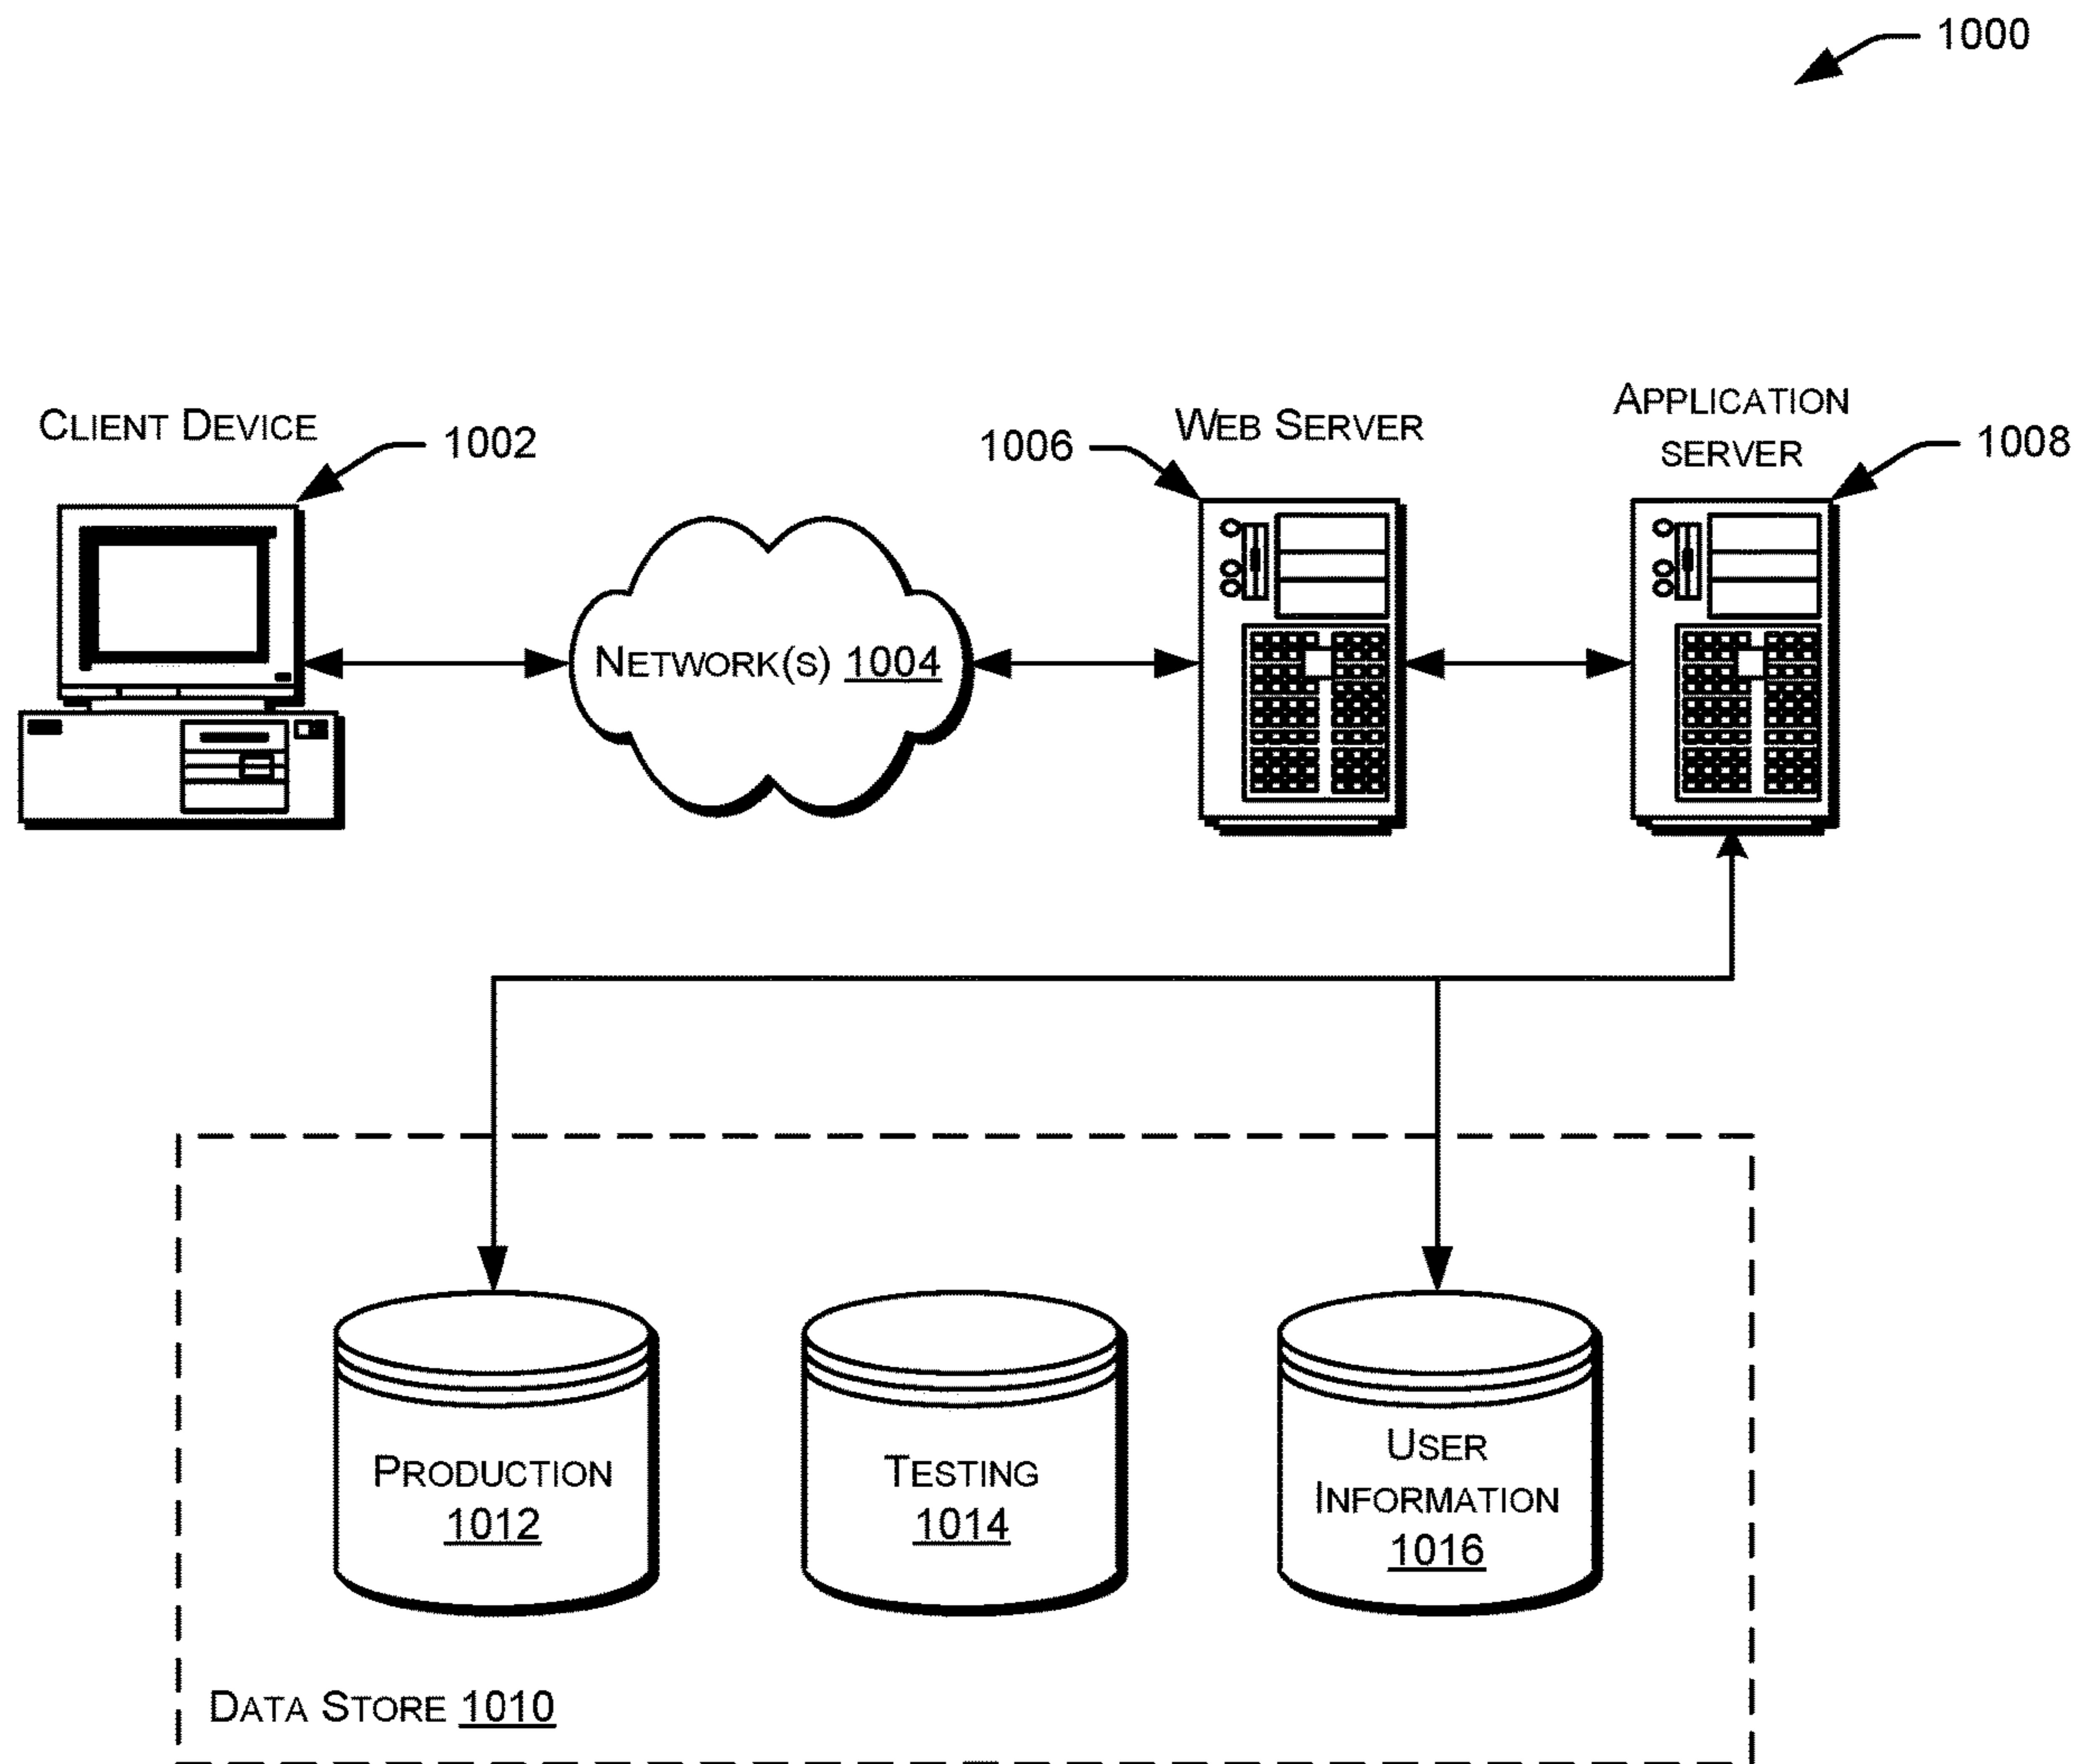 1000
CLIENT DEVICE
1002
1006
WEB SERVER
APPLICATION
SERVER
1008
NETWORK(S) 1004
PRODUCTION
1012
TESTING
1014
USER
INFORMATION
1016
DATA STORE 1010